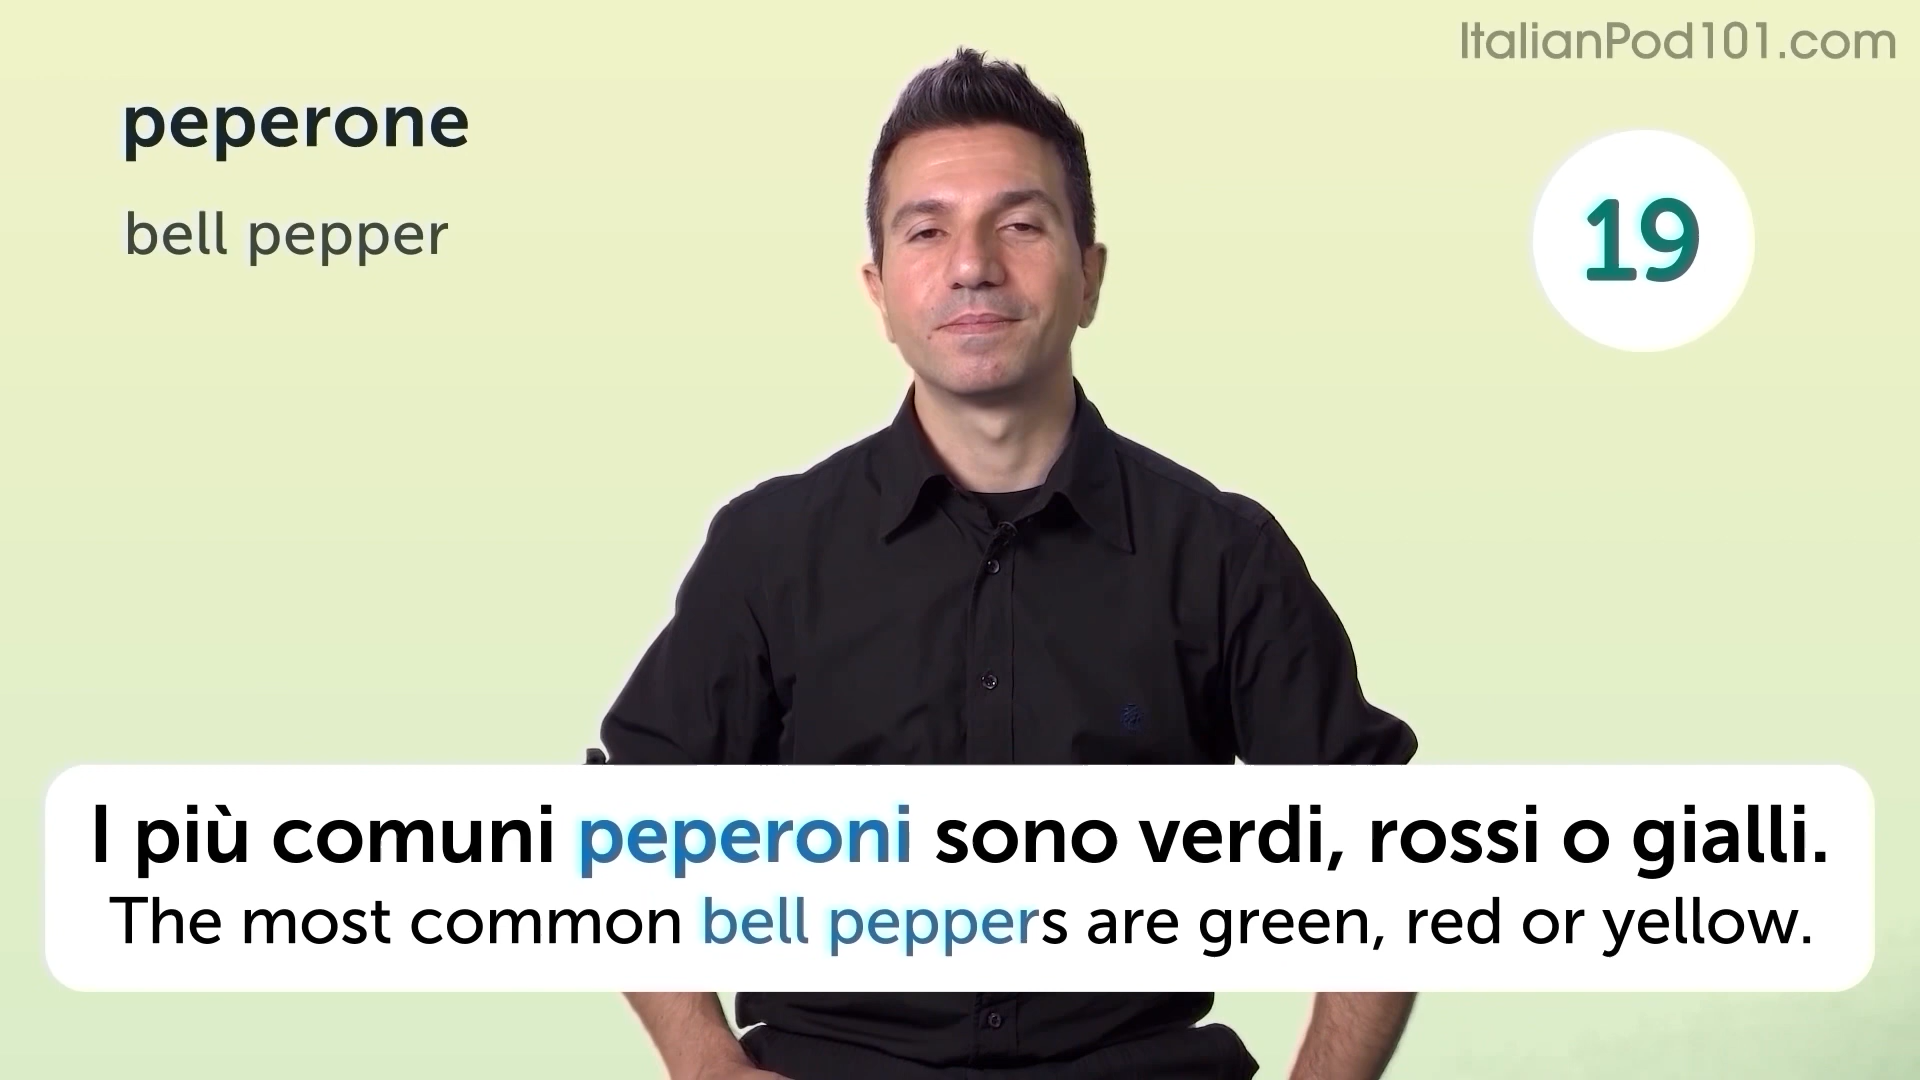 ItalianPod101.com
peperone
bell pepper
19
I più comuni peperoni sono verdi, rossi o gialli.
The most common bell peppers are green, red or yellow.